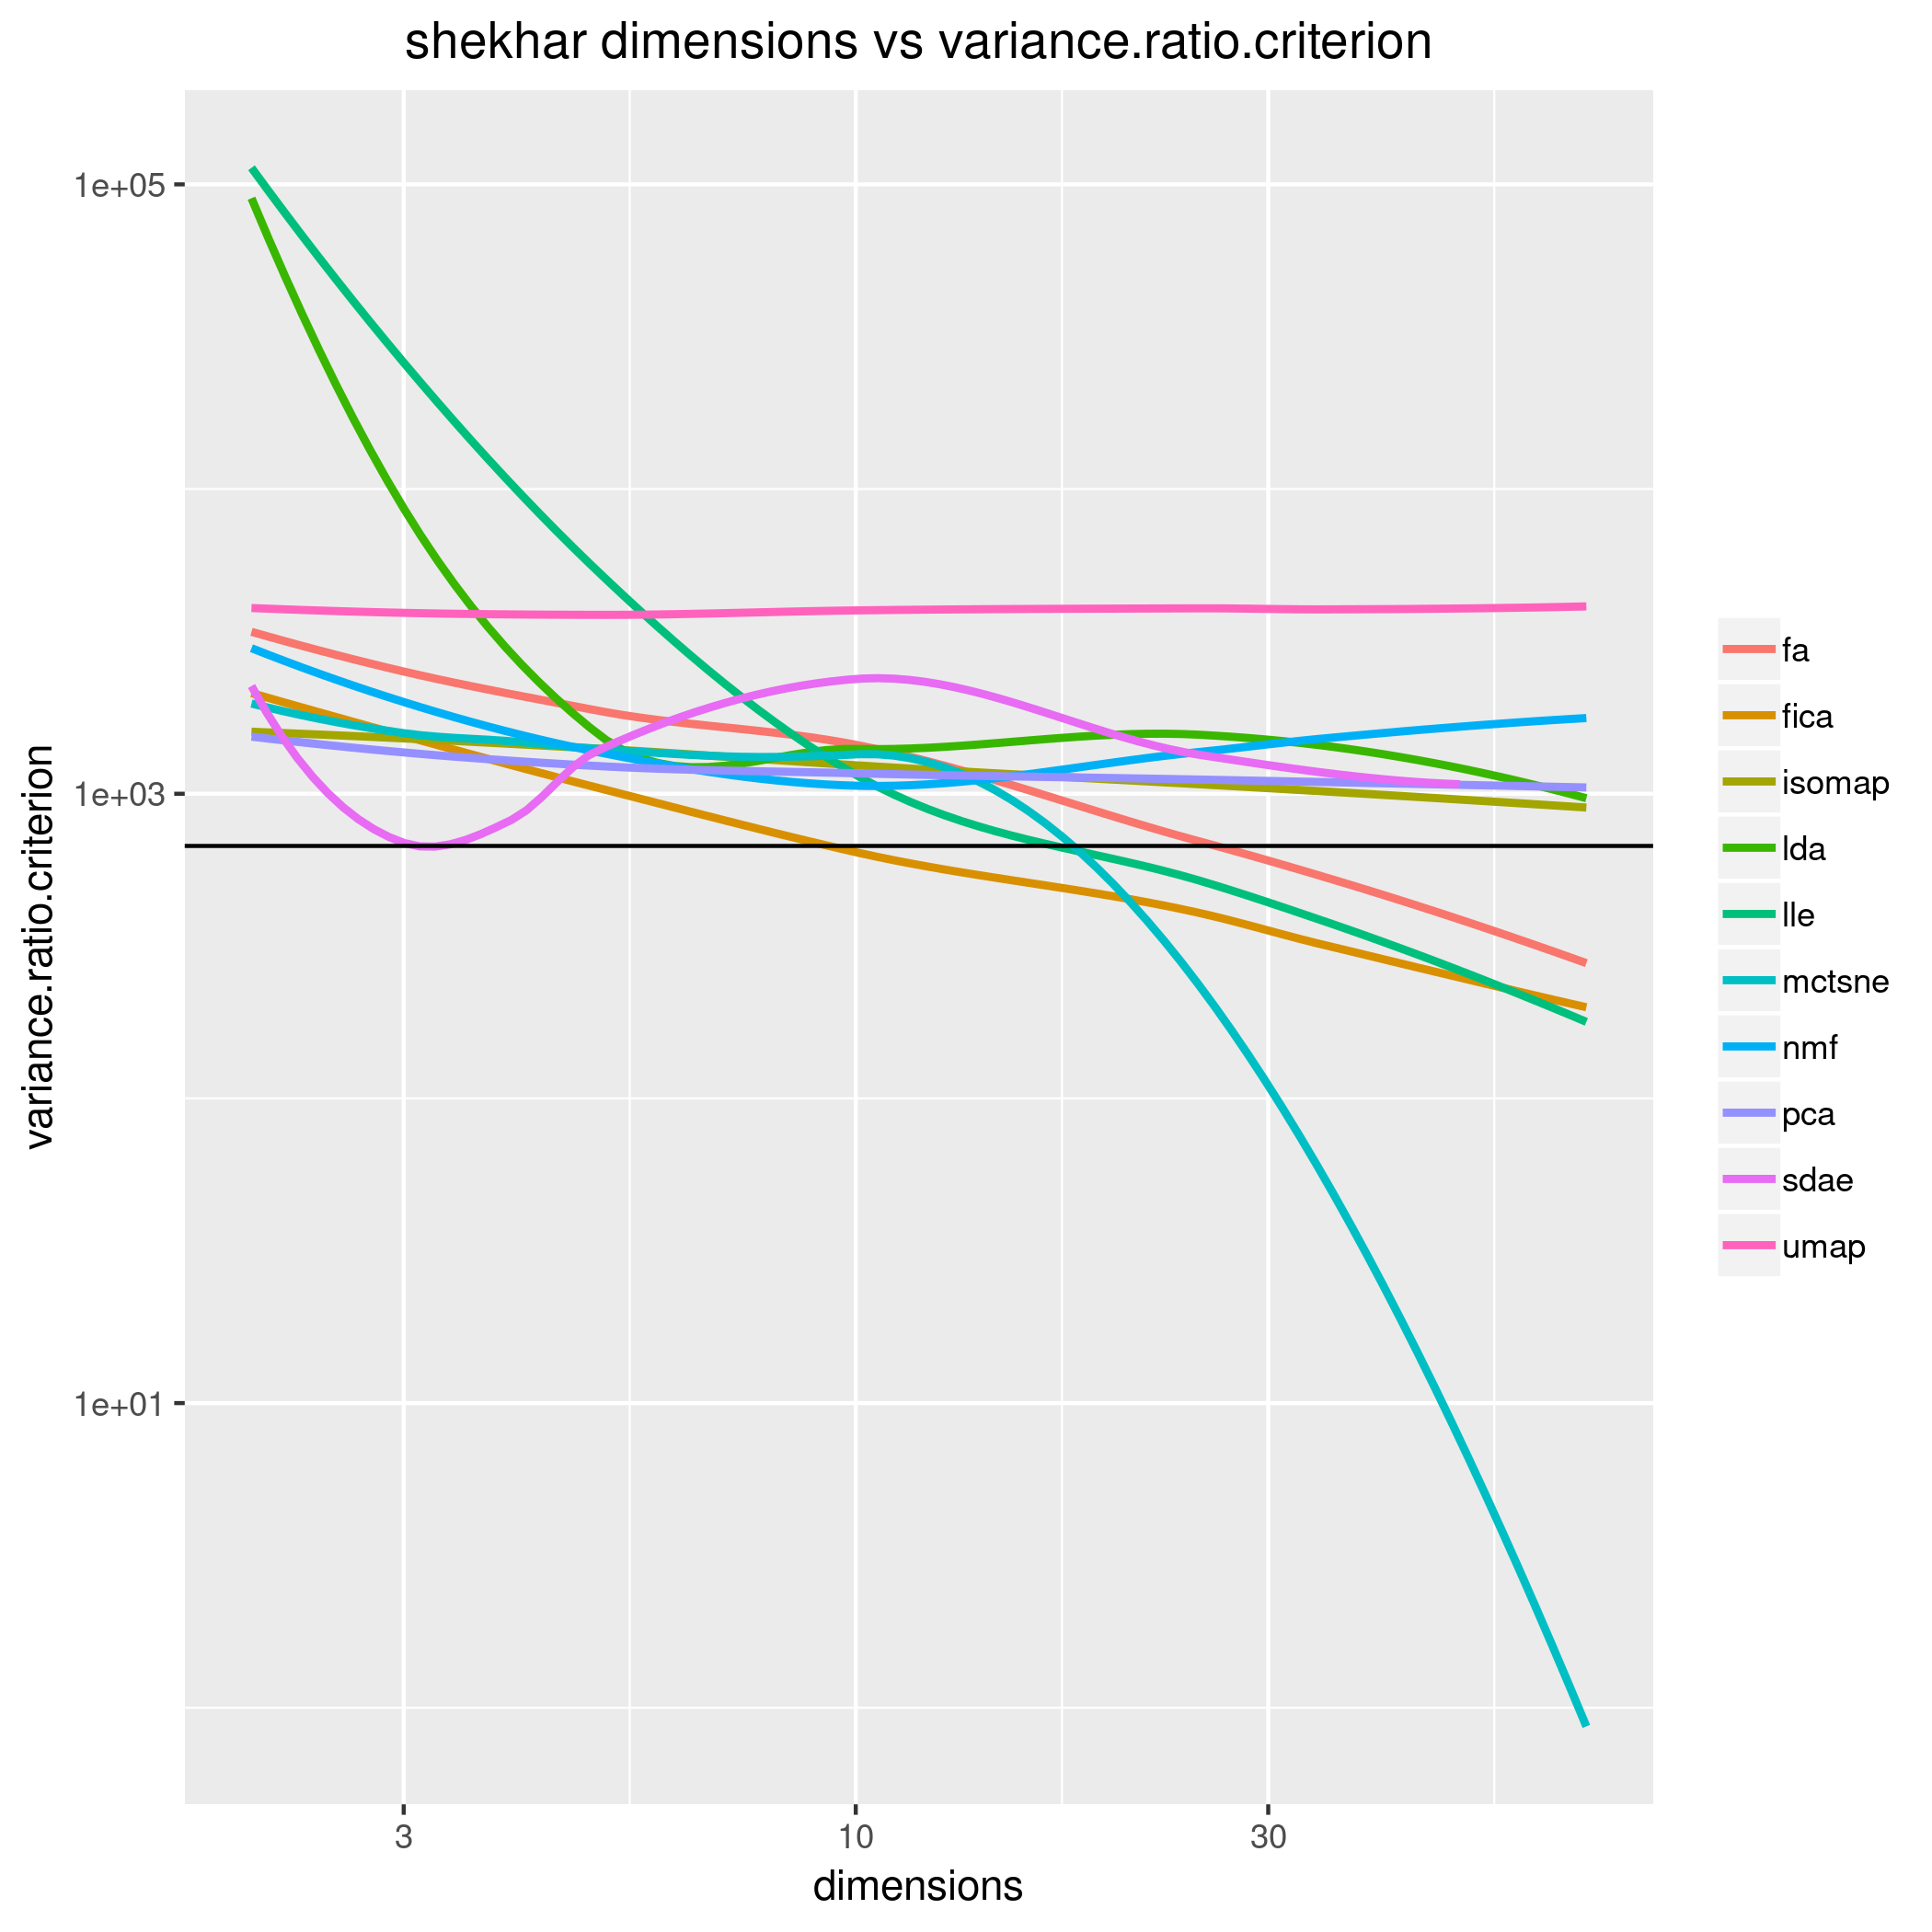 shekhar dimensions vs variance.ratio.criterion
variance.ratio.criterion
1e+05
1e+03
1e+01
3
10
30
dimensions
fa
fica
isomap
lda
lle
mctsne
nmf
pca
sdae
umap